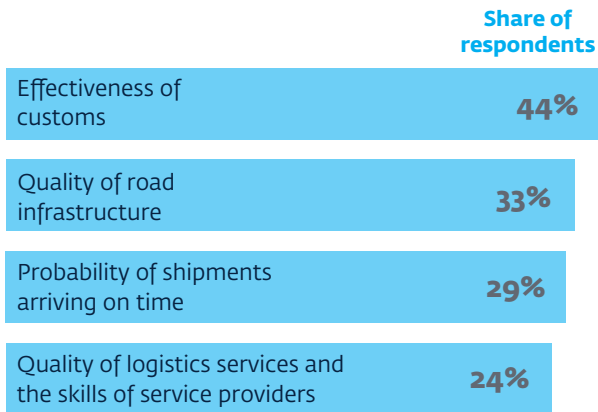 Share of
respondents
Effectiveness of
customs
44%
Quality of road
infrastructure
33%
Probability of shipments
arriving on time
29%
Quality of logistics services and
the skills of service providers
24%